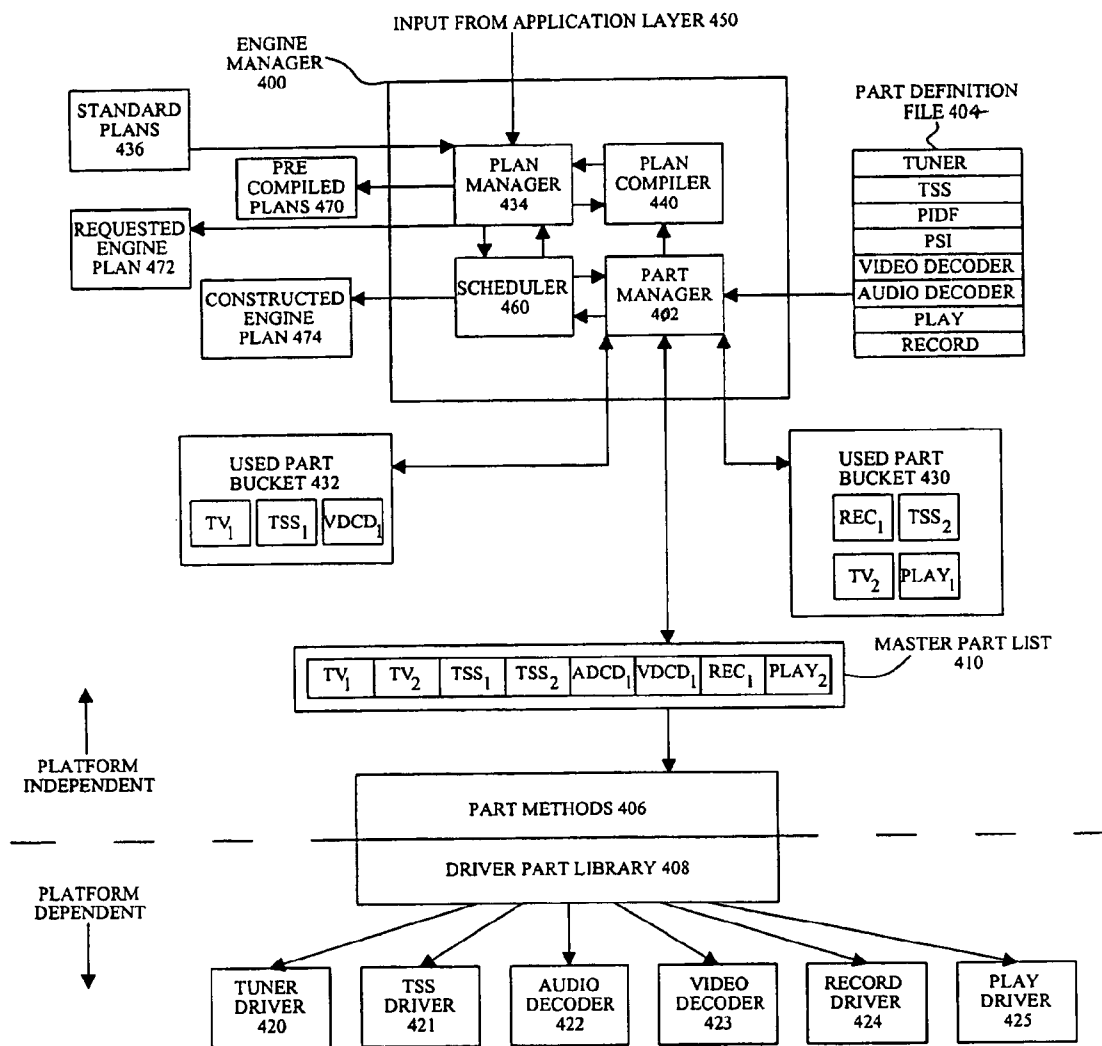 INPUT FROM APPLICATION LAYER 450
ENGINE
MANAGER
400
STANDARD
PLANS
436
PRE
COMPILED
PLANS 470
REQUESTED
ENGINE
PLAN 472
CONSTRUCTED
ENGINE
PLAN 474
PLAN
MANAGER
434
PLAN
COMPILER
440
SCHEDULER
460
PART
MANAGER
402
PART DEFINITION
FILE 404
TUNER
TSS
PIDF
PSI
VIDEO DECODER
AUDIO DECODER
PLAY
RECORD
USED PART
BUCKET 432
TV1 TSS1 VDCD1
USED PART
BUCKET 430
REC1 TSS2
TV2 PLAY1
MASTER PART LIST
410
TV1 TV2 TSS1 TSS2 ADCD1 VDCD1 REC1 PLAY2
PLATFORM
INDEPENDENT
PART METHODS 406
DRIVER PART LIBRARY 408
PLATFORM
DEPENDENT
TUNER
DRIVER
420
TSS
DRIVER
421
AUDIO
DECODER
422
VIDEO
DECODER
423
RECORD
DRIVER
424
PLAY
DRIVER
425